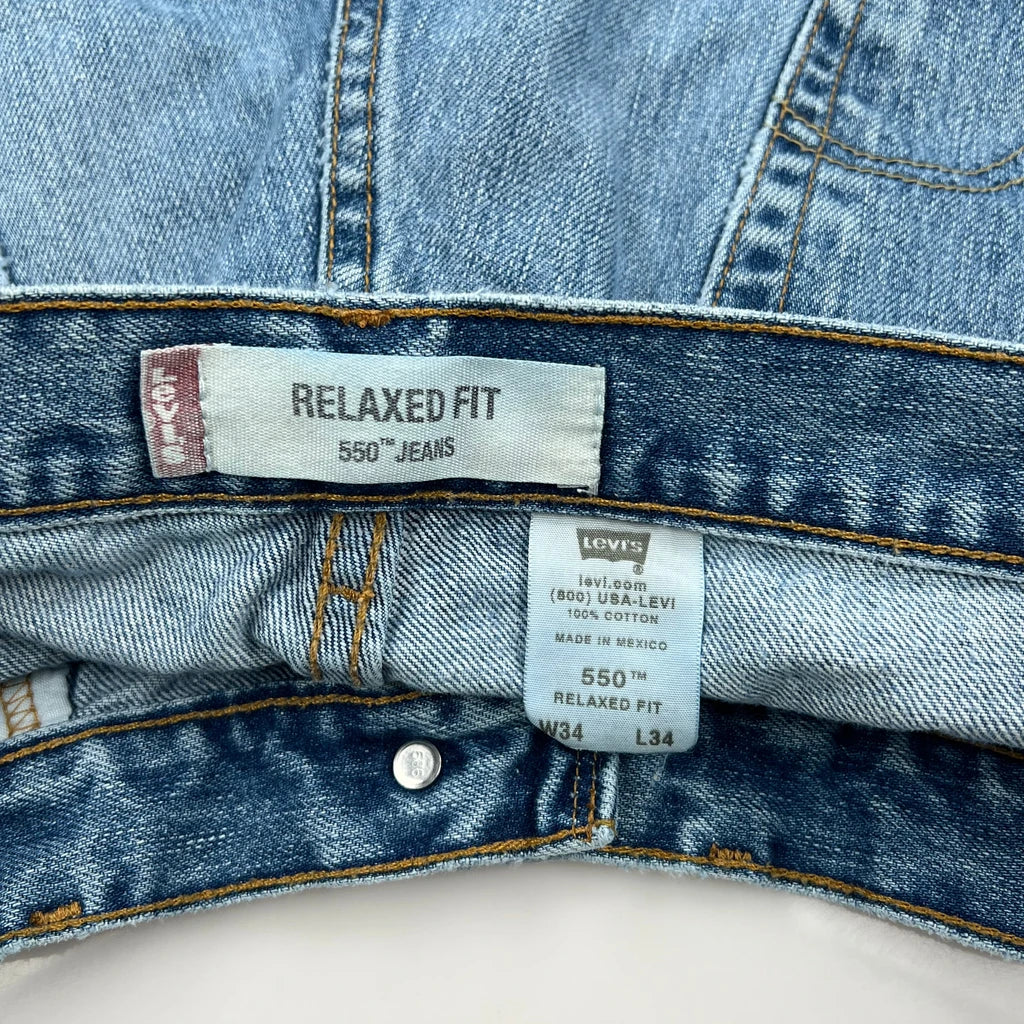 LEVI'S
RELAXED FIT
550™ JEANS
LEVI'S
®
levi.com
(800) USA-LEVI
100% COTTON
MADE IN MEXICO
550™
RELAXED FIT
W34 L34